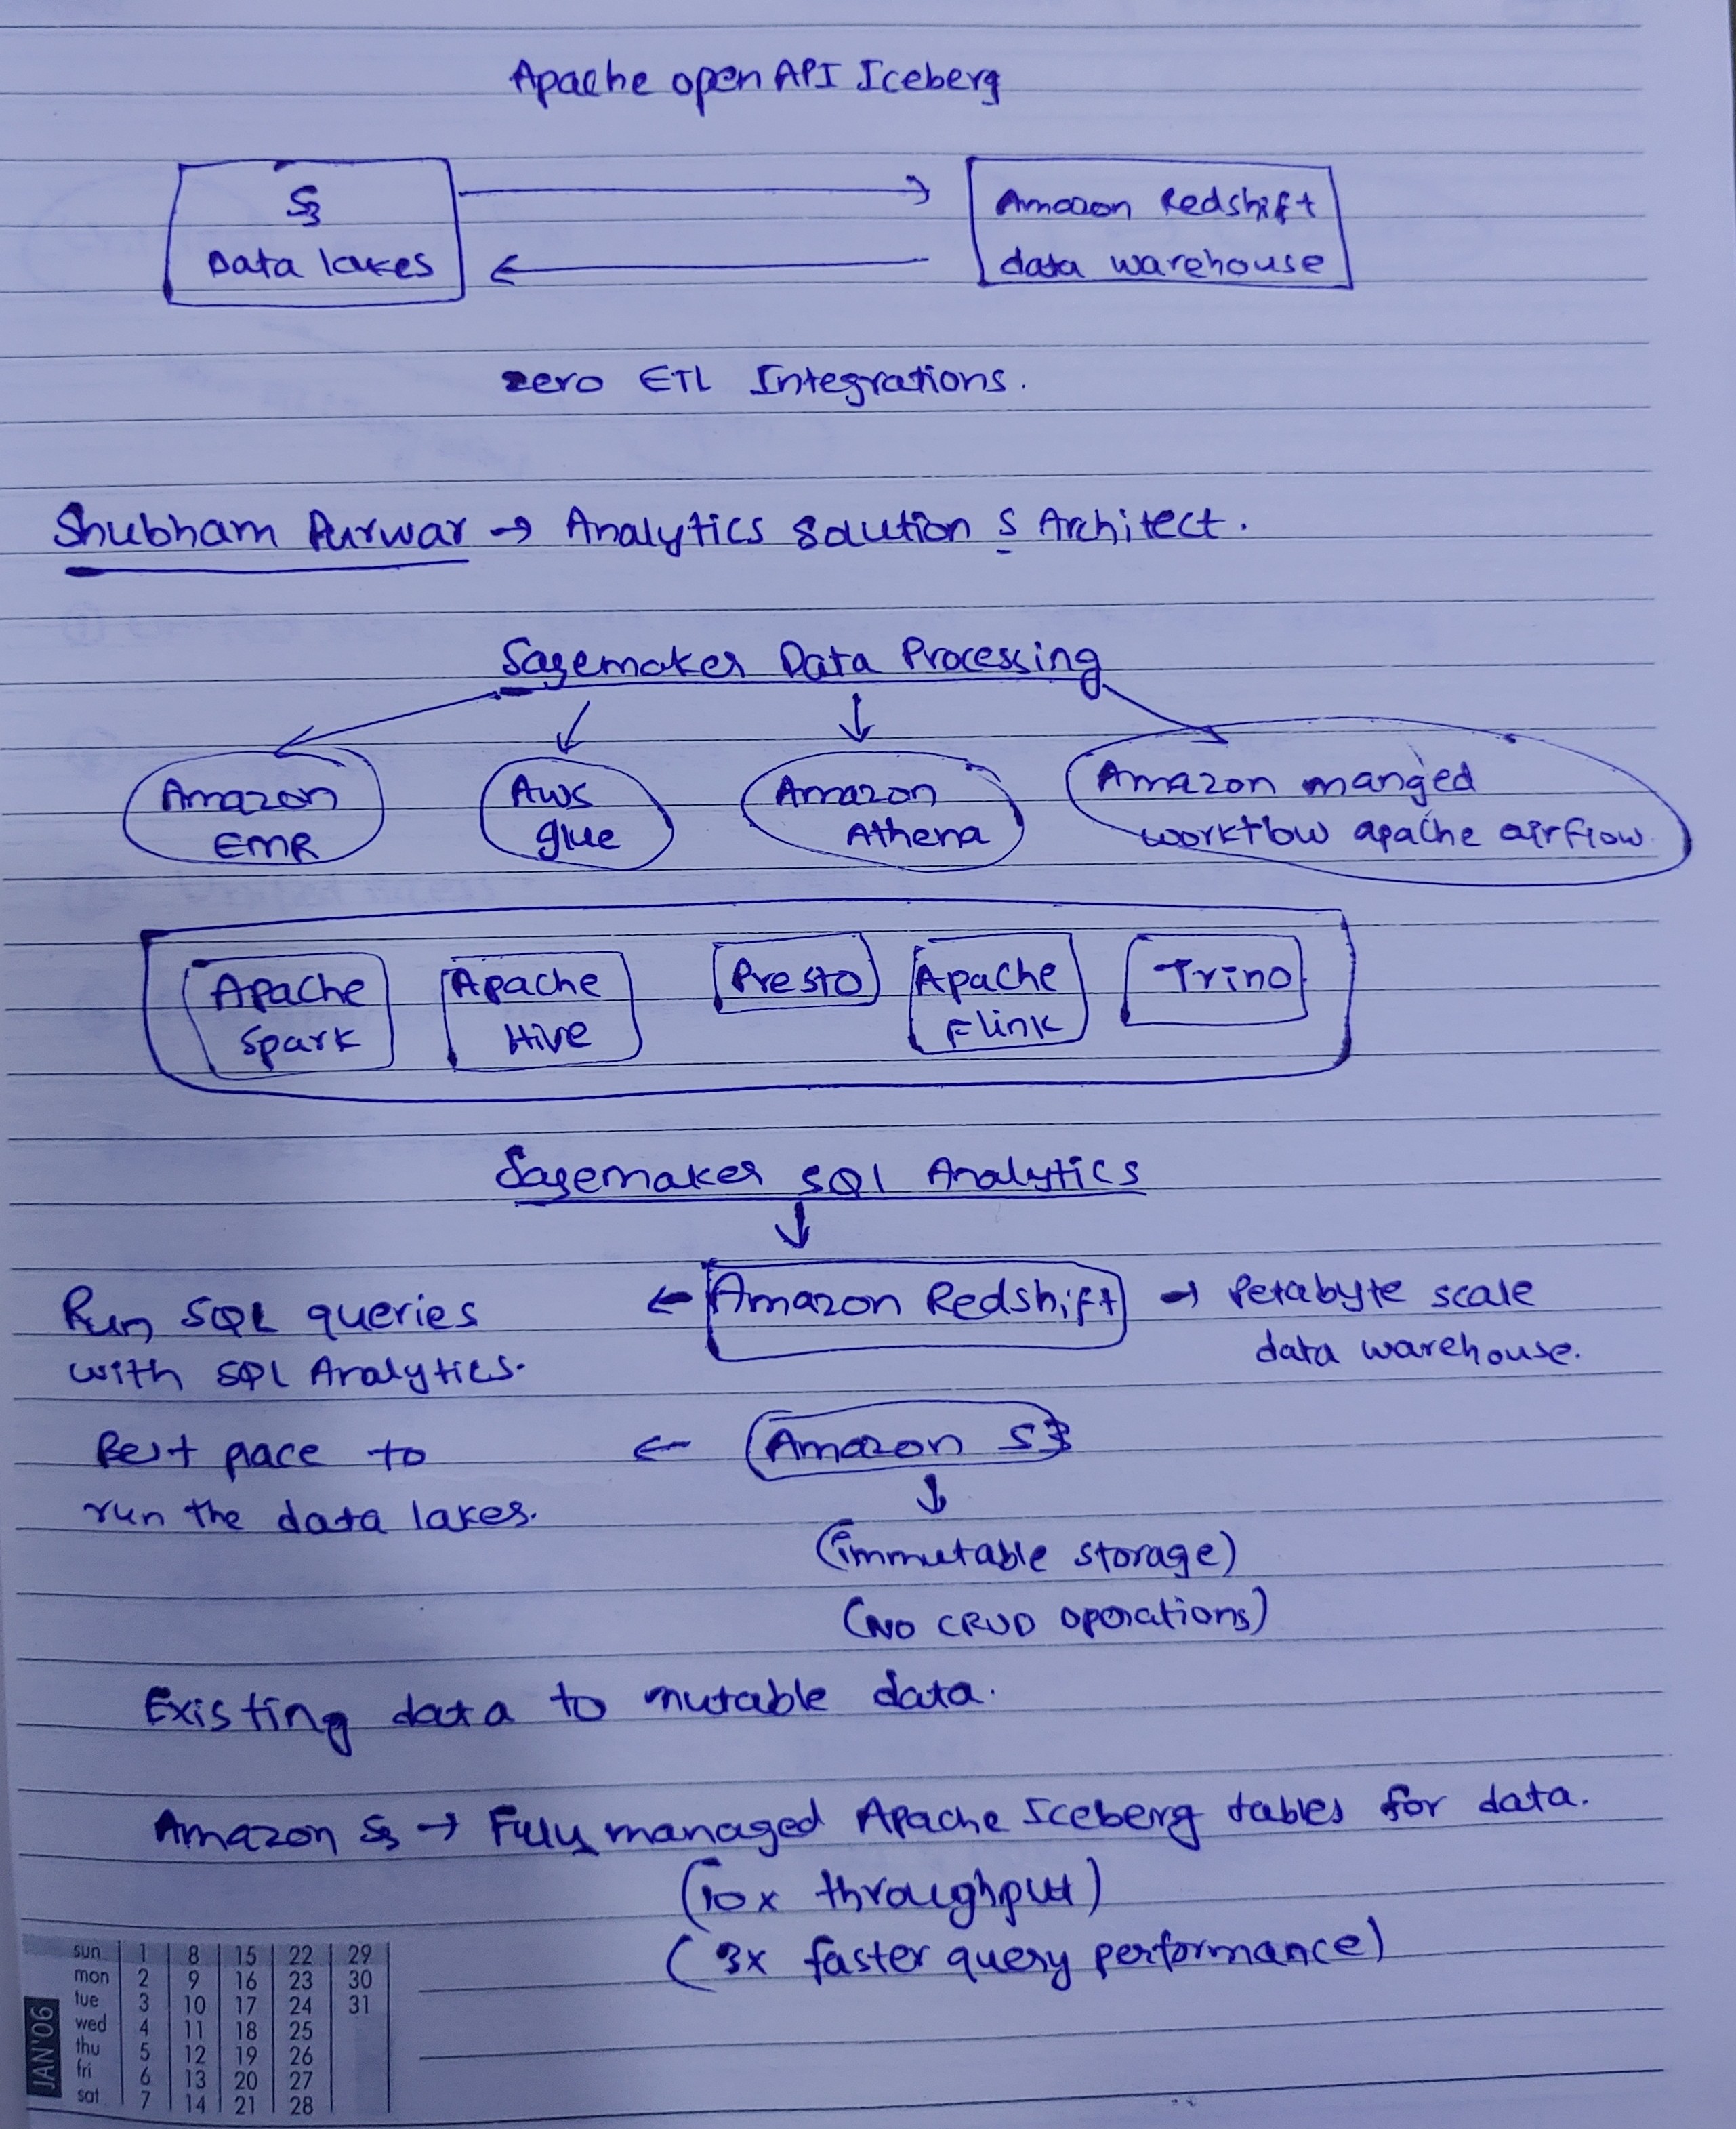 Apache open API Iceberg
S3
Data lakes
Amazon Redshift
data warehouse
zero ETL Integrations.
Shubham Purwar → Analytics Solution s Architect.
Sagemaker Data Processing
Amazon
EMR
Aws
glue
Amazon
Athena
Amazon manged
workflow apache airflow
Apache
Spark
Apache
Hive
Presto
Apache
Flink
Trino
Sagemaker SQL Analytics
Run SQL queries
with SQL Analytics.
← Amazon Redshift → Petabyte scale
data warehouse.
Best pace to
run the data lakes.
← Amazon S3
(immutable storage)
(NO CRUD operations)
Existing data to mutable data.
Amazon S3 → Fully managed Apache Iceberg tables for data.
(10x throughput)
(3x faster query performance)
JAN'06
sun 1 8 15 22 29
mon 2 9 16 23 30
tue 3 10 17 24 31
wed 4 11 18 25
thu 5 12 19 26
fri 6 13 20 27
sat 7 14 21 28